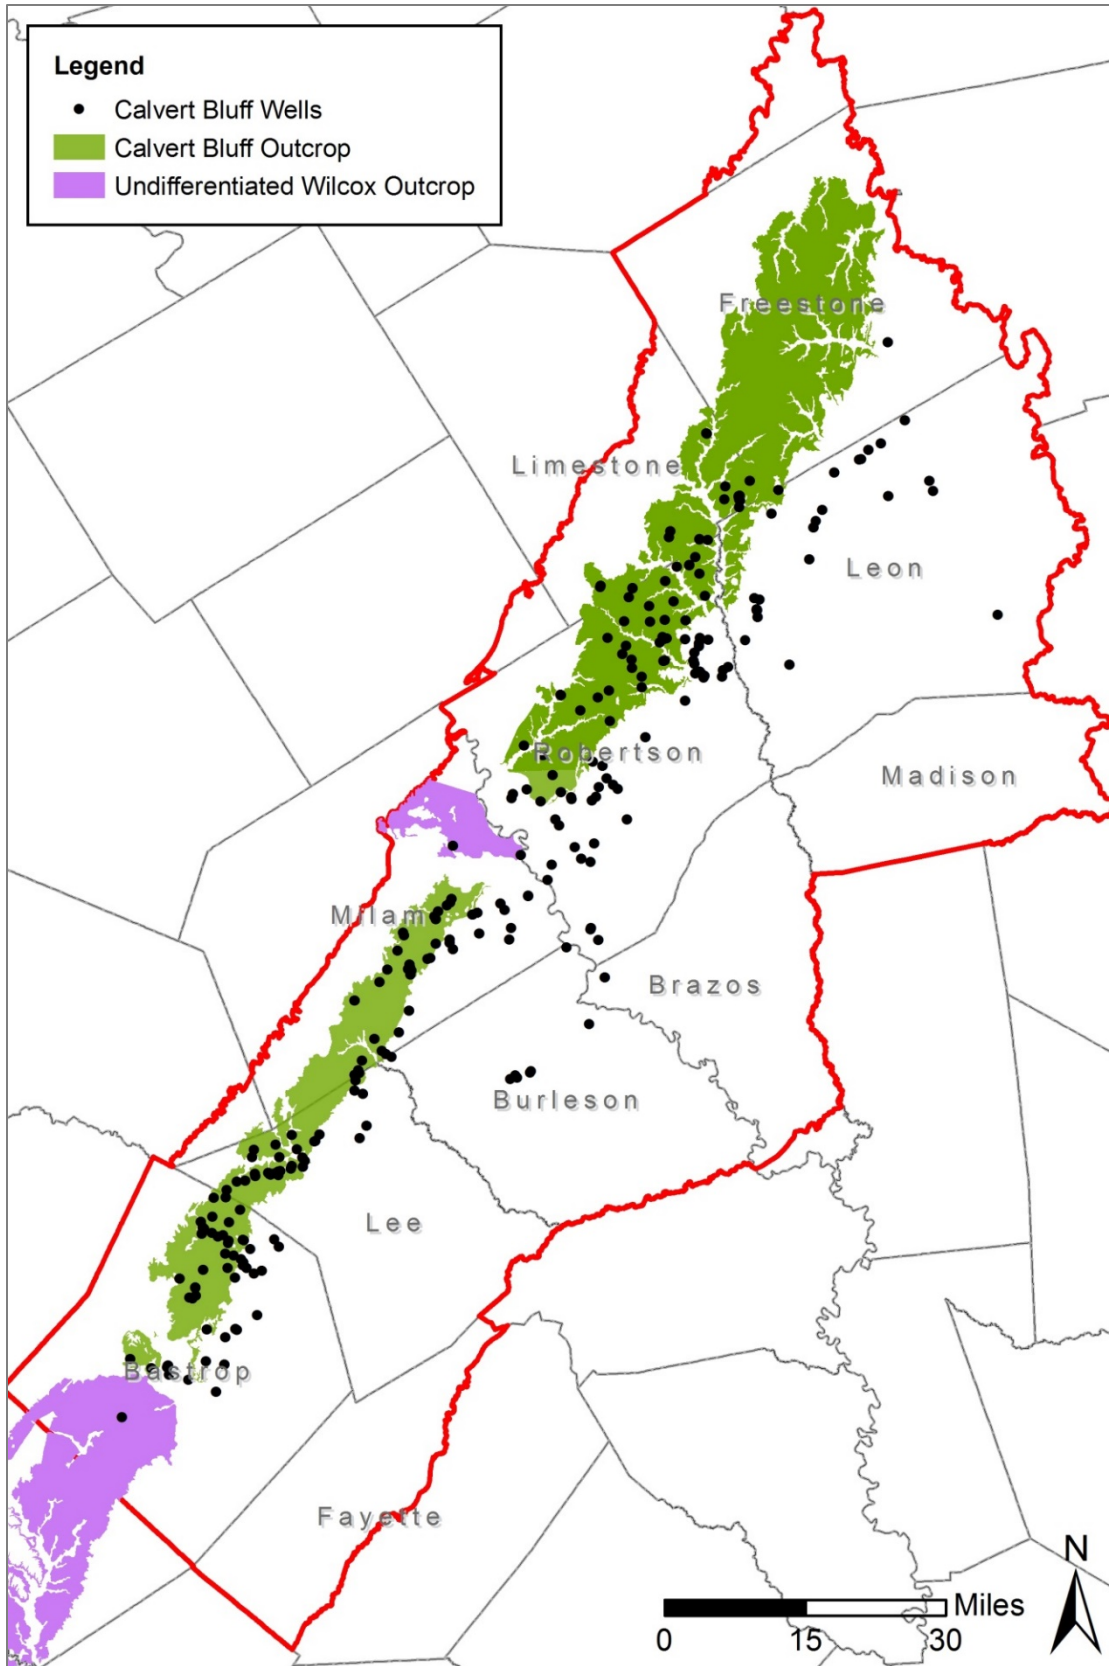 Legend
Calvert Bluff Wells
Calvert Bluff Outcrop
Undifferentiated Wilcox Outcrop
Freestone
Limestone
Leon
Robertson
Madison
Milam
Brazos
Burleson
Lee
Bastrop
Fayette
N
Miles
0 15 30